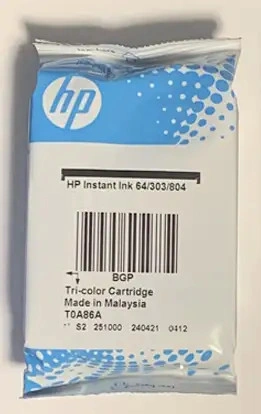 hp
HP Instant Ink 64/303/804
BGP
Tri-color Cartridge
Made in Malaysia
T0A86A
S2 251000 240421 0412